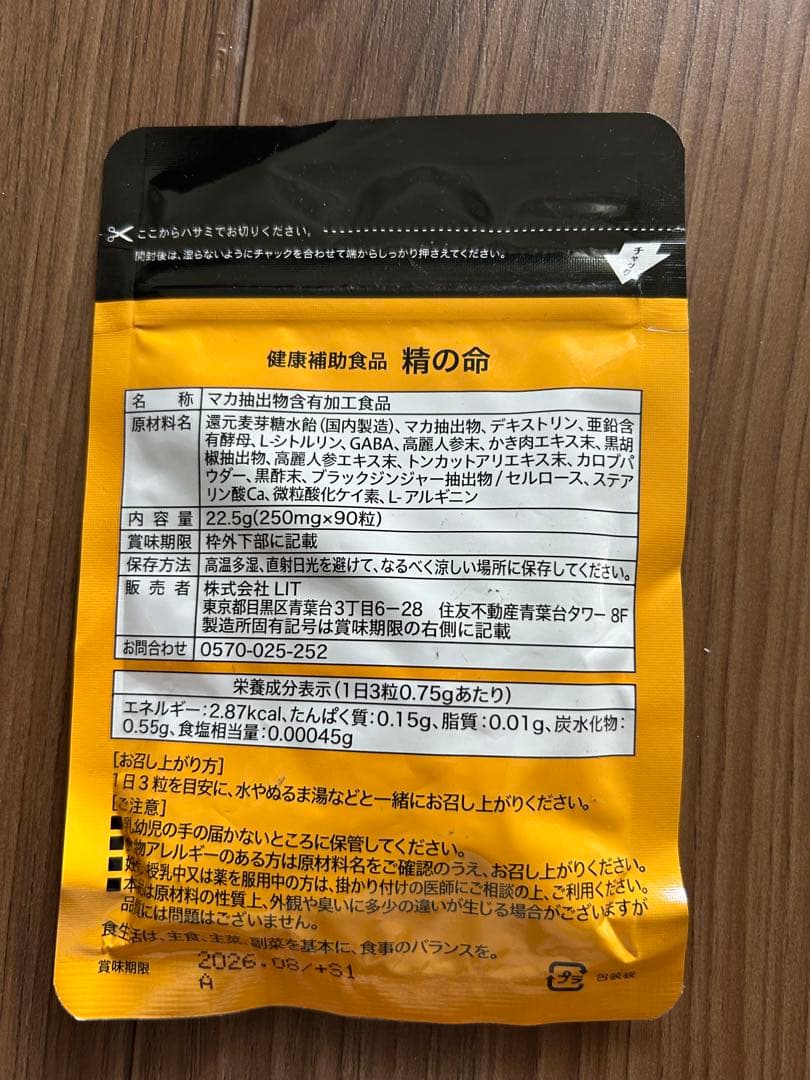 ここからハサミでお切りください。
開封後は、湿らないようにチャックを合わせて端からしっかり押さえてください。
チャック
健康補助食品 精の命
名称 マカ抽出物含有加工食品
原材料名 還元麦芽糖水飴(国内製造)、マカ抽出物、デキストリン、亜鉛含
有酵母、L-シトルリン、GABA、高麗人参末、かき肉エキス末、黒胡
椒抽出物、高麗人参エキス末、トンカットアリエキス末、カロブパ
ウダー、黒酢末、ブラックジンジャー抽出物/セルロース、ステア
リン酸Ca、微粒酸化ケイ素、L-アルギニン
内容量 22.5g(250mg×90粒)
賞味期限 枠外下部に記載
保存方法 高温多湿、直射日光を避けて、なるべく涼しい場所に保存してください。
販売者 株式会社 LIT
東京都目黒区青葉台3丁目6-28 住友不動産青葉台タワー 8F
製造所固有記号は賞味期限の右側に記載
お問合わせ 0570-025-252
栄養成分表示(1日3粒0.75gあたり)
エネルギー:2.87kcal、たんぱく質:0.15g、脂質:0.01g、炭水化物:
0.55g、食塩相当量:0.00045g
[お召し上がり方]
1日3粒を目安に、水やぬるま湯などと一緒にお召し上がりください。
[ご注意]
■乳幼児の手の届かないところに保管してください。
■物アレルギーのある方は原材料名をご確認のうえ、お召し上がりください。
■妊 授乳中又は薬を服用中の方は、掛かり付けの医師にご相談の上、ご利用ください。
■本 は原材料の性質上、外観や臭いに多少の違いが生じる場合がございますが
品質には問題はございません。
食生活は、主食、主菜、副菜を基本に、食事のバランスを。
賞味期限 2026.08/+S1
A
プラ 包装袋